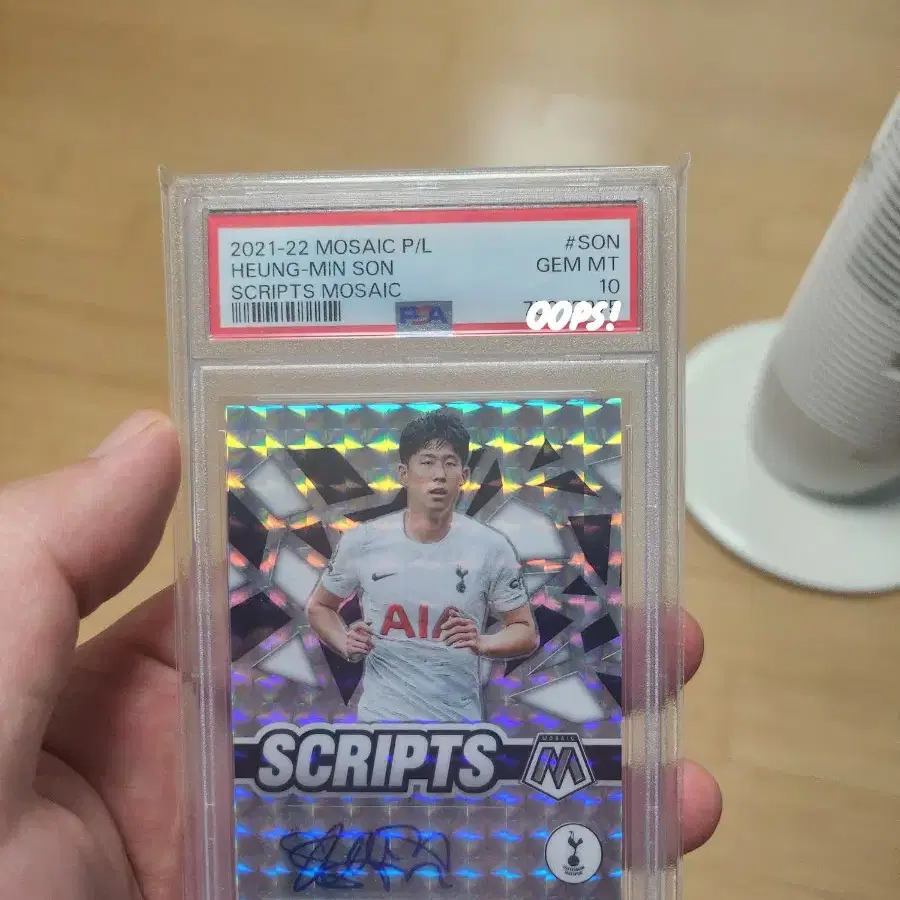 2021-22 MOSAIC P/L #SON
HEUNG-MIN SON GEM MT
SCRIPTS MOSAIC 10
PSA OOPS!
AIA
SCRIPTS
MOSAIC
M